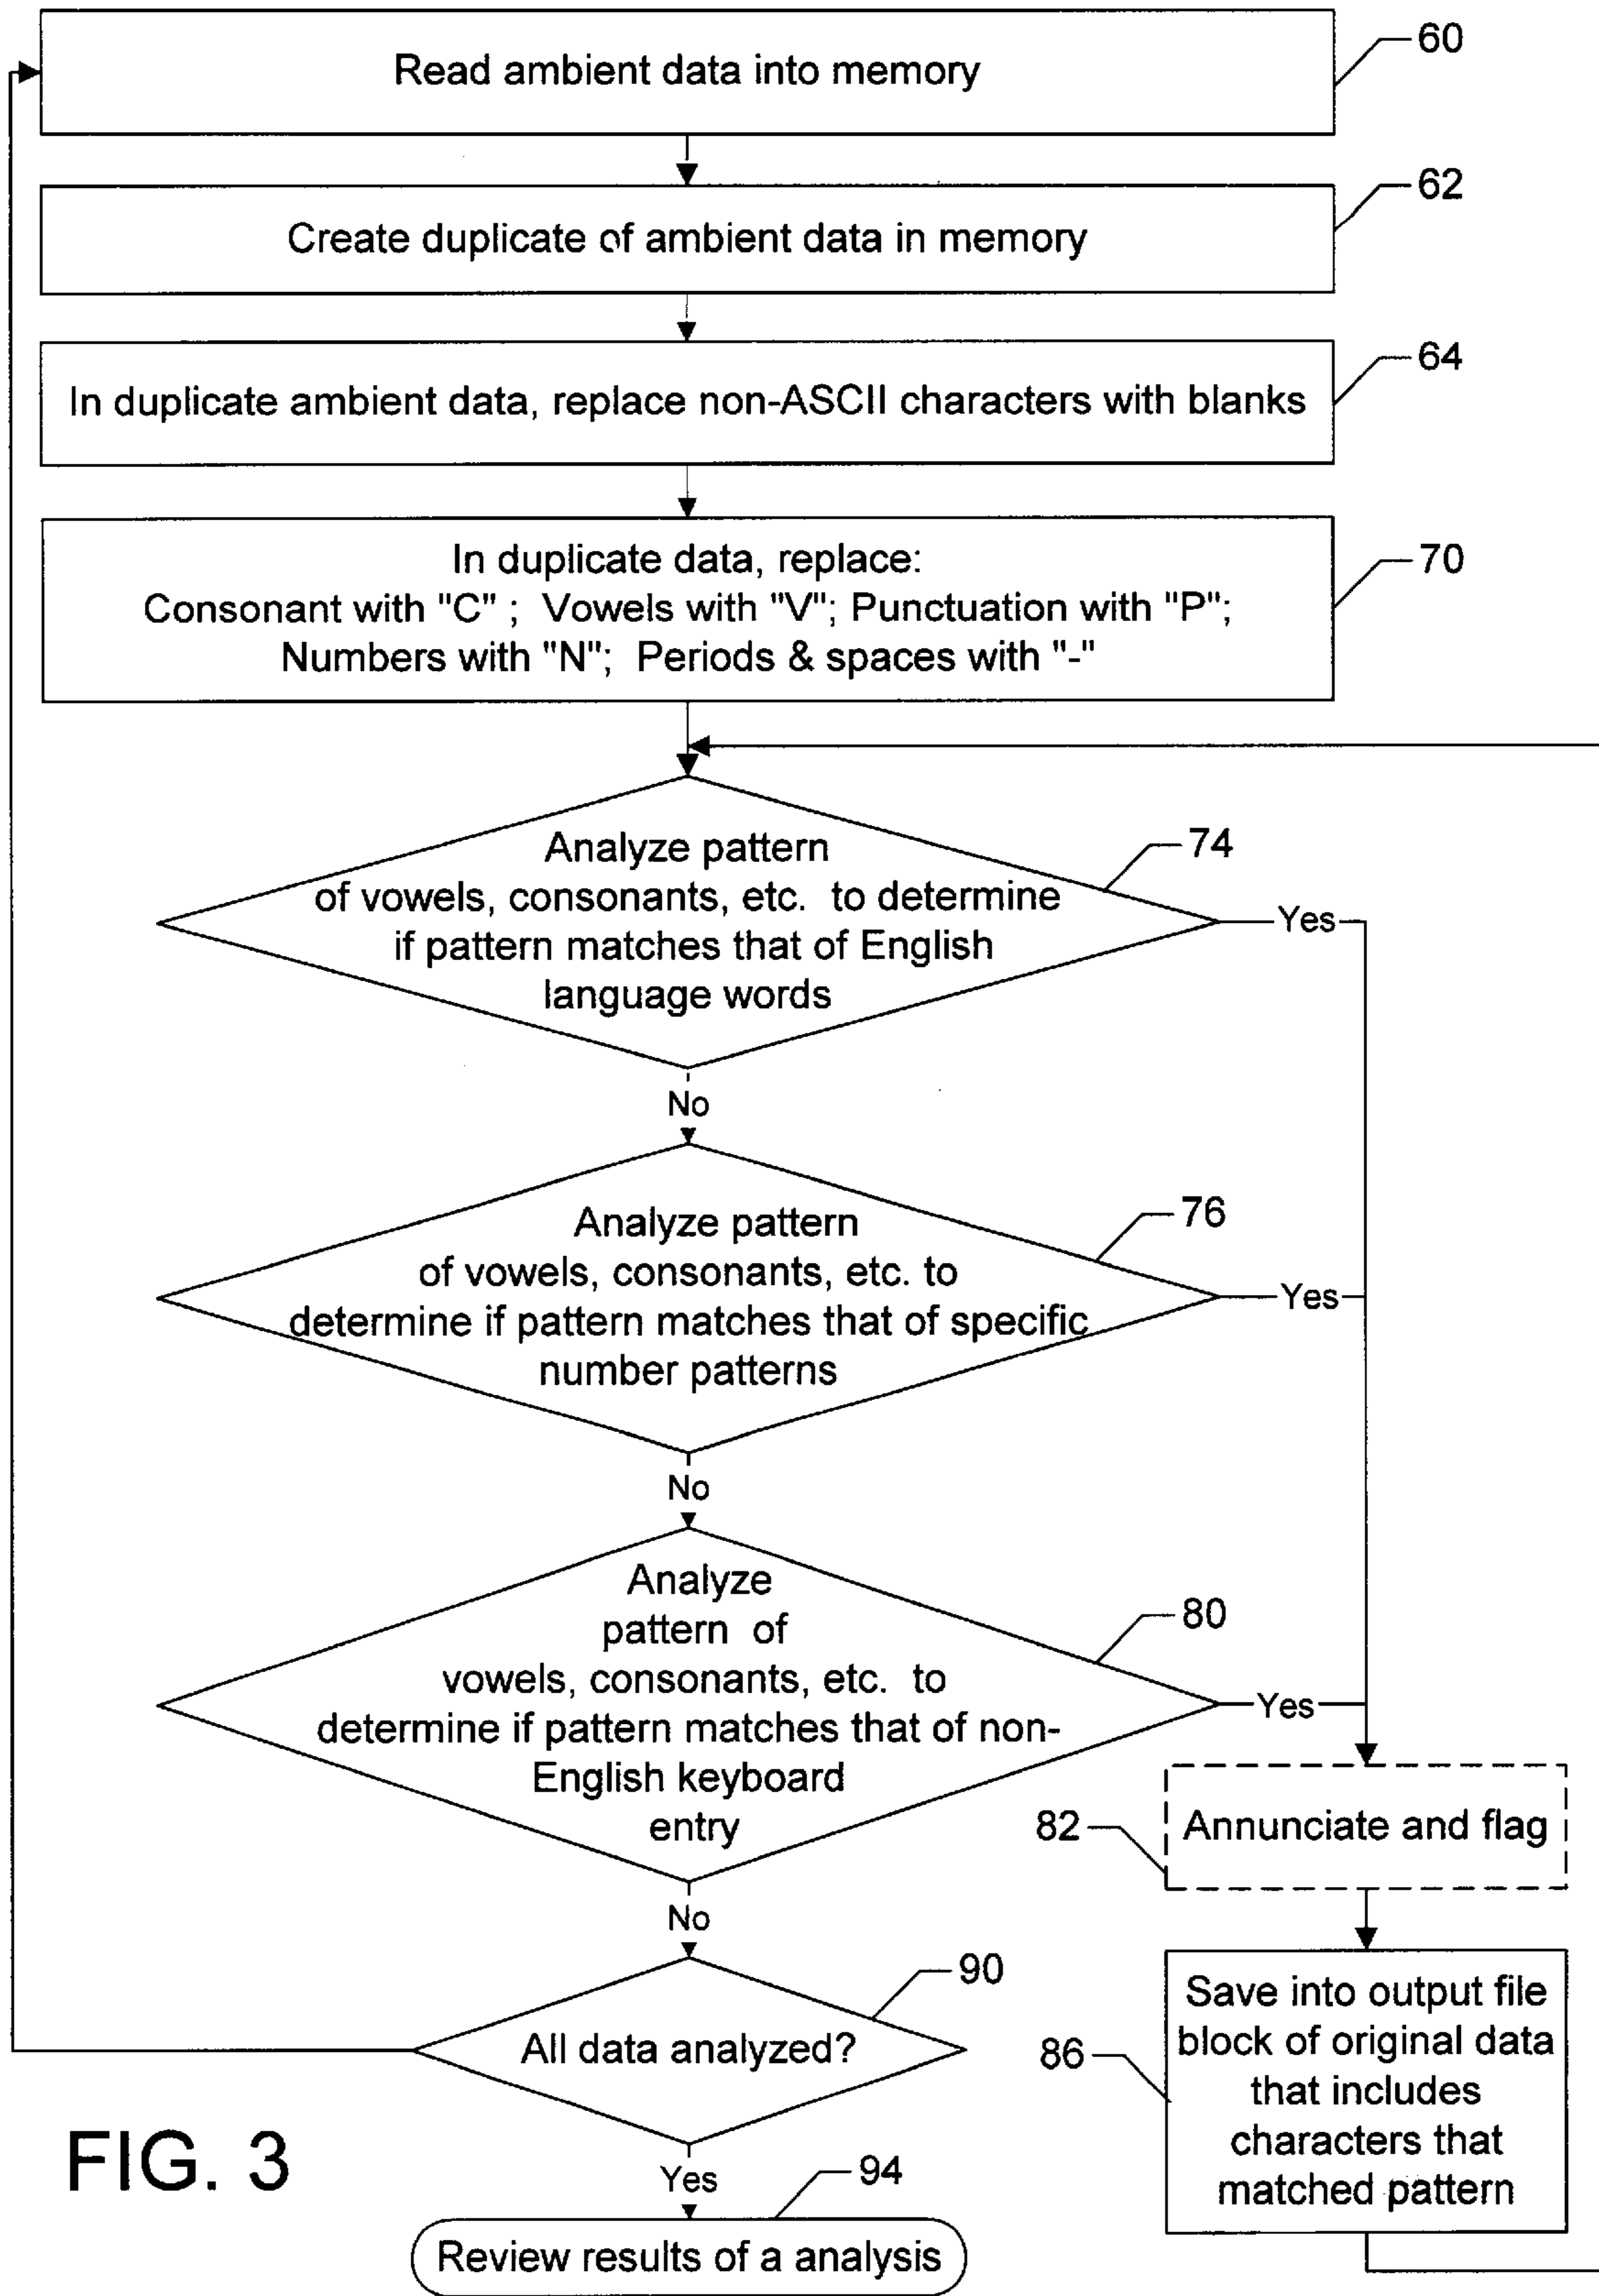 Read ambient data into memory
60
Create duplicate of ambient data in memory
62
In duplicate ambient data, replace non-ASCII characters with blanks
64
In duplicate data, replace:
Consonant with "C" ; Vowels with "V"; Punctuation with "P";
Numbers with "N"; Periods & spaces with "-"
70
Analyze pattern
of vowels, consonants, etc. to determine
if pattern matches that of English
language words
74
Yes
No
Analyze pattern
of vowels, consonants, etc. to
determine if pattern matches that of specific
number patterns
76
Yes
No
Analyze
pattern of
vowels, consonants, etc. to
determine if pattern matches that of non-
English keyboard
entry
80
Yes
No
82
Annunciate and flag
All data analyzed?
90
Yes
86
Save into output file
block of original data
that includes
characters that
matched pattern
94
Review results of a analysis
FIG. 3